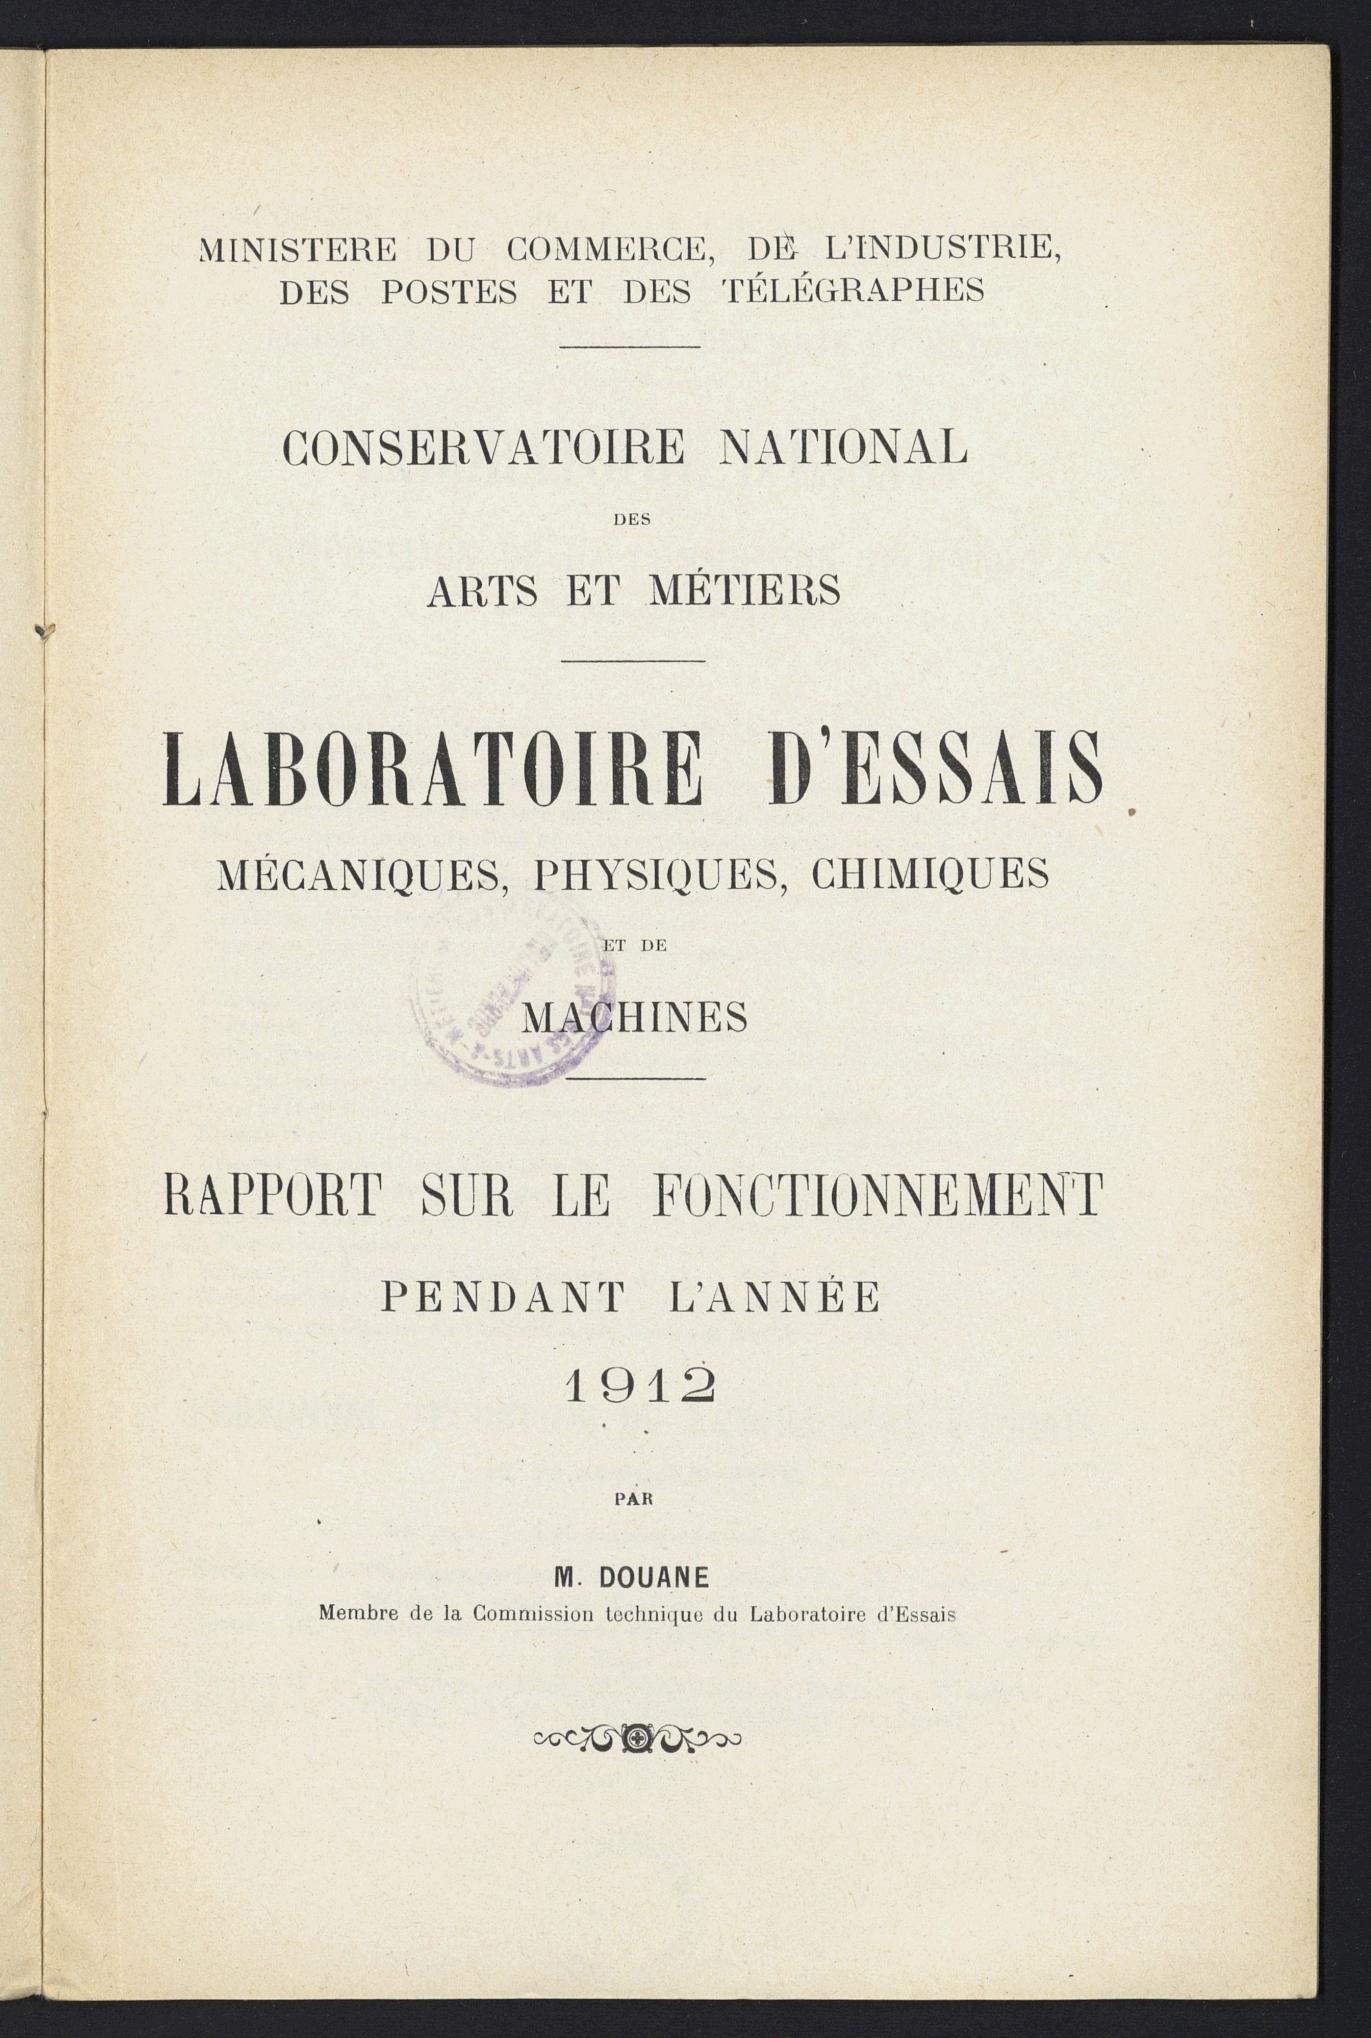 MINISTERE DU COMMERCE, DE L'INDUSTRIE,
DES POSTES ET DES TÉLÉGRAPHES
CONSERVATOIRE NATIONAL
DES
ARTS ET MÉTIERS
LABORATOIRE D'ESSAIS
MÉCANIQUES, PHYSIQUES, CHIMIQUES
ET DE
MACHINES
RAPPORT SUR LE FONCTIONNEMENT
PENDANT L'ANNÉE
1912
PAR
M. DOUANE
Membre de la Commission technique du Laboratoire d'Essais